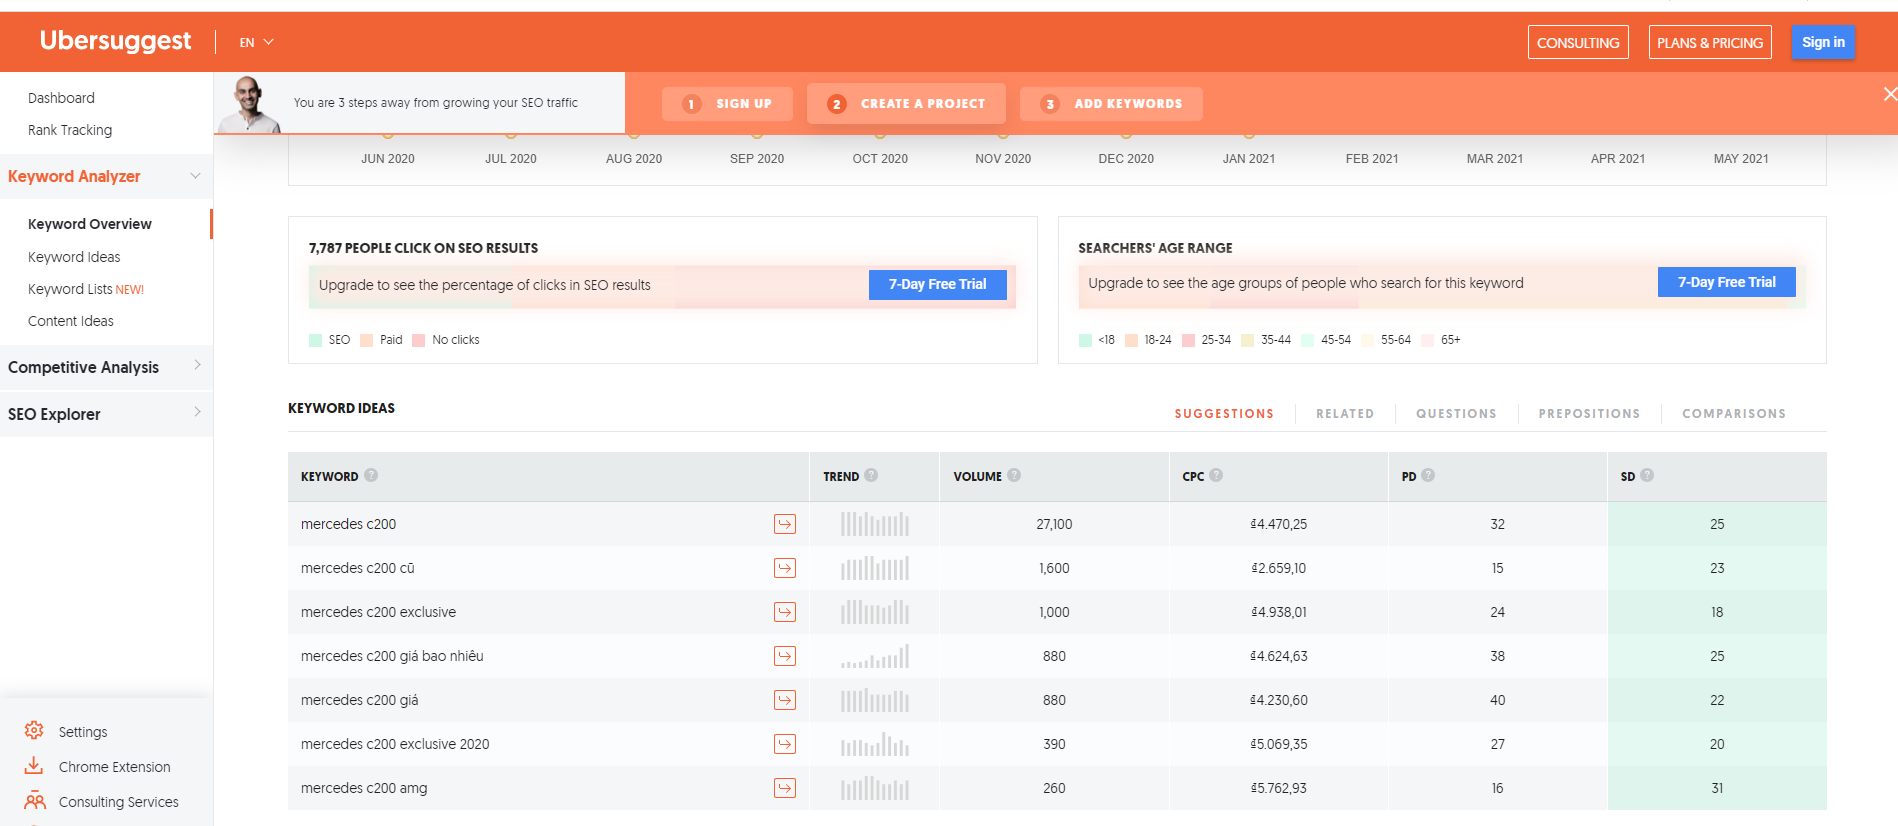 Ubersuggest
EN
CONSULTING
PLANS & PRICING
Sign in
Dashboard
Rank Tracking
Keyword Analyzer
Keyword Overview
Keyword Ideas
Keyword Lists NEW!
Content Ideas
Competitive Analysis
SEO Explorer
Settings
Chrome Extension
Consulting Services
You are 3 steps away from growing your SEO traffic
1 SIGN UP
2 CREATE A PROJECT
3 ADD KEYWORDS
JUN 2020 JUL 2020 AUG 2020 SEP 2020 OCT 2020 NOV 2020 DEC 2020 JAN 2021 FEB 2021 MAR 2021 APR 2021 MAY 2021
7,787 PEOPLE CLICK ON SEO RESULTS
Upgrade to see the percentage of clicks in SEO results
7-Day Free Trial
SEO Paid No clicks
SEARCHERS' AGE RANGE
Upgrade to see the age groups of people who search for this keyword
7-Day Free Trial
<18 18-24 25-34 35-44 45-54 55-64 65+
KEYWORD IDEAS
SUGGESTIONS RELATED QUESTIONS PREPOSITIONS COMPARISONS
KEYWORD ? TREND ? VOLUME ? CPC ? PD ? SD ?
mercedes c200 27,100 ₫4.470,25 32 25
mercedes c200 cũ 1,600 ₫2.659,10 15 23
mercedes c200 exclusive 1,000 ₫4.938,01 24 18
mercedes c200 giá bao nhiêu 880 ₫4.624,63 38 25
mercedes c200 giá 880 ₫4.230,60 40 22
mercedes c200 exclusive 2020 390 ₫5.069,35 27 20
mercedes c200 amg 260 ₫5.762,93 16 31